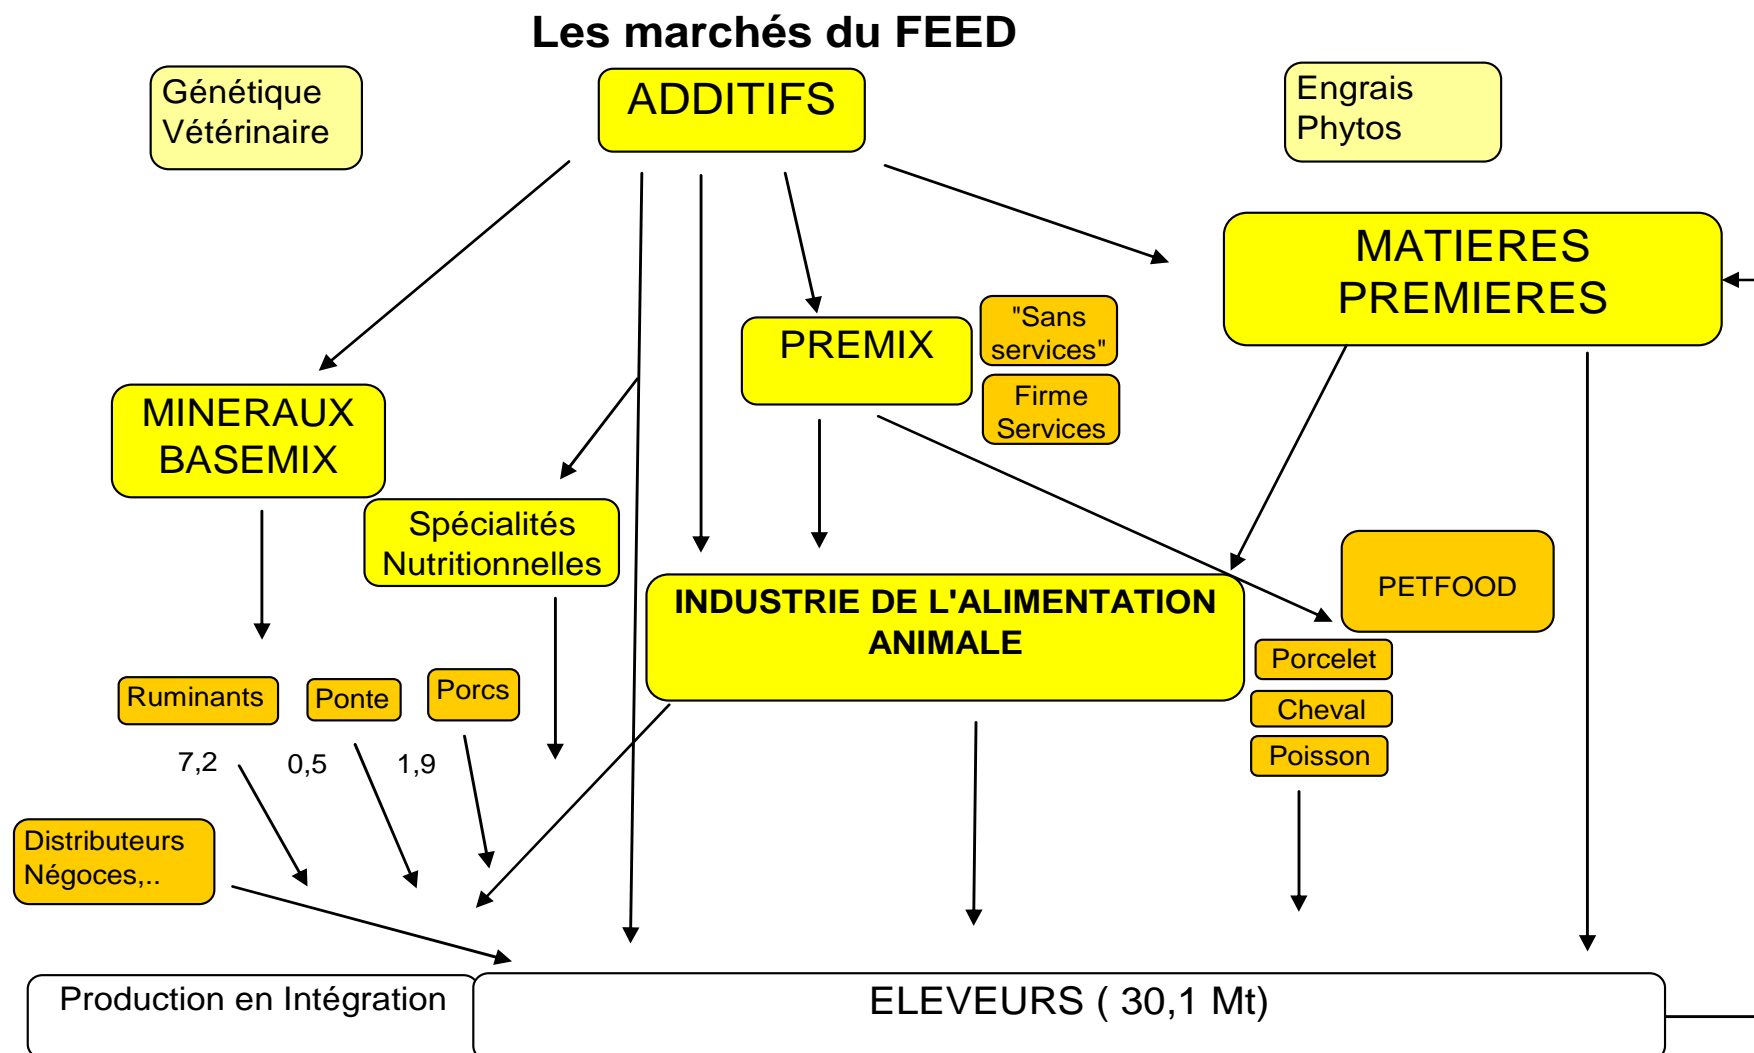 Les marchés du FEED
Génétique
Vétérinaire
ADDITIFS
Engrais
Phytos
MATIERES
PREMIERES
PREMIX
"Sans
services"
Firme
Services
MINERAUX
BASEMIX
Spécialités
Nutritionnelles
INDUSTRIE DE L'ALIMENTATION
ANIMALE
PETFOOD
Porcelet
Cheval
Poisson
Ruminants
Ponte
Porcs
7,2
0,5
1,9
Distributeurs
Négoces,..
Production en Intégration
ELEVEURS ( 30,1 Mt)